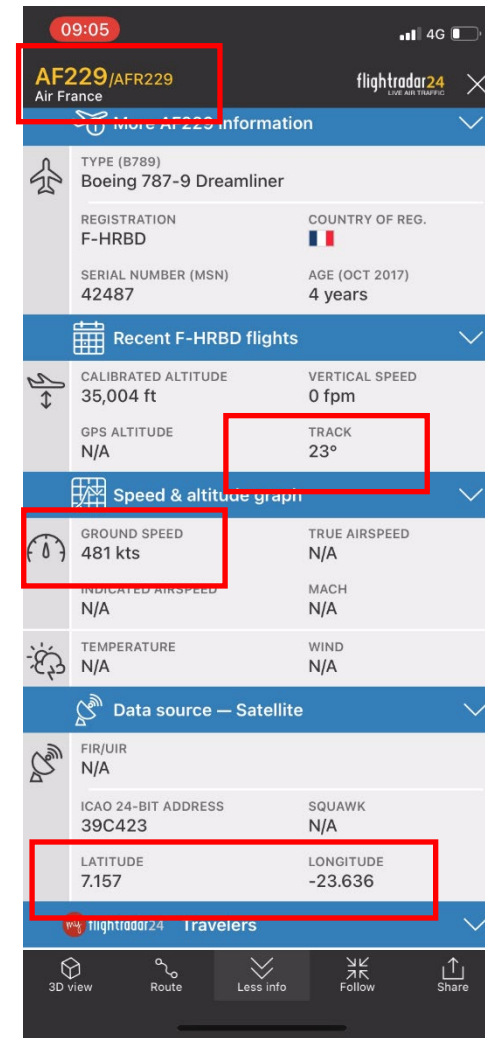 09:05
4G
AF229/AFR229
flightradar24
LIVE AIR TRAFFIC
Air France
More AF229 information
TYPE (B789)
Boeing 787-9 Dreamliner
REGISTRATION COUNTRY OF REG.
F-HRBD
SERIAL NUMBER (MSN) AGE (OCT 2017)
42487 4 years
Recent F-HRBD flights
CALIBRATED ALTITUDE VERTICAL SPEED
35,004 ft 0 fpm
GPS ALTITUDE TRACK
N/A 23°
Speed & altitude graph
GROUND SPEED TRUE AIRSPEED
481 kts N/A
INDICATED AIRSPEED MACH
N/A N/A
TEMPERATURE WIND
N/A N/A
Data source — Satellite
FIR/UIR
N/A
ICAO 24-BIT ADDRESS SQUAWK
39C423 N/A
LATITUDE LONGITUDE
7.157 -23.636
my flightradar24 Travelers
3D view Route Less info Follow Share